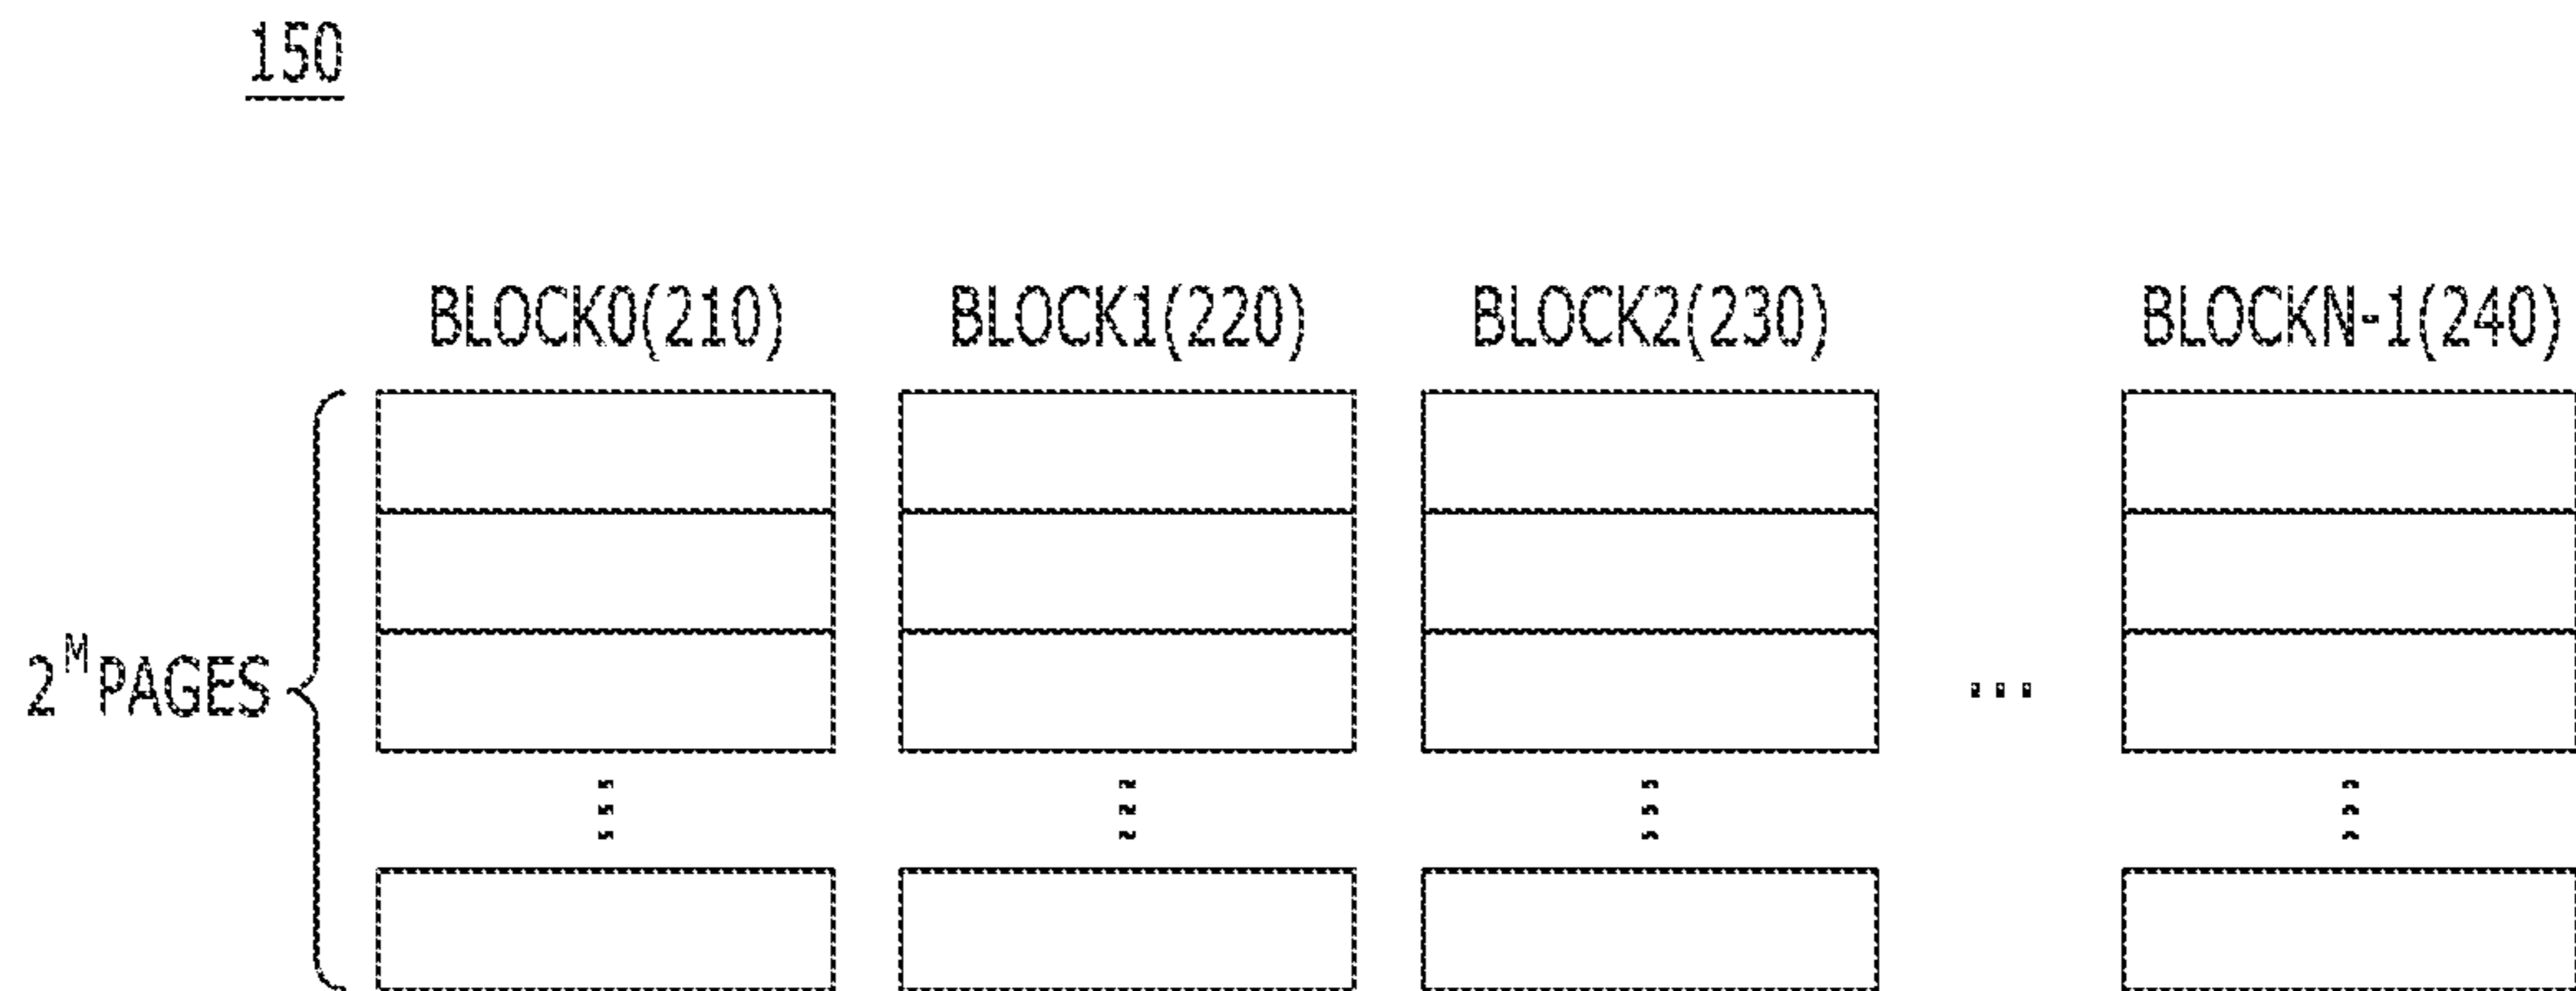 150
BLOCK0(210) BLOCK1(220) BLOCK2(230) BLOCKN-1(240)
2^M PAGES
...